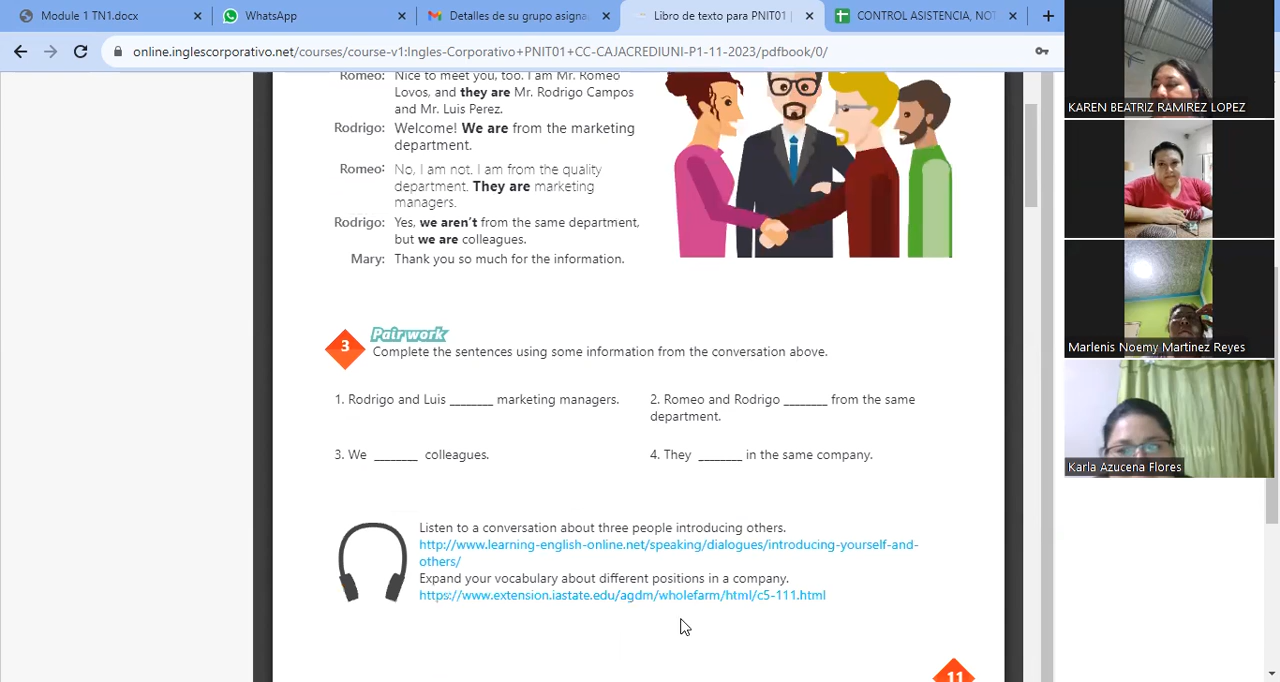 Module 1 TN1.docx
WhatsApp
Detalles de su grupo asigna
Libro de texto para PNIT01 |
CONTROL ASISTENCIA, NOT
online.inglescorporativo.net/courses/course-v1:Ingles-Corporativo+PNIT01+CC-CAJACREDIUNI-P1-11-2023/pdfbook/0/
Romeo: Nice to meet you, too. I am Mr. Romeo
Lovos, and they are Mr. Rodrigo Campos
and Mr. Luis Perez.
Rodrigo: Welcome! We are from the marketing
department.
Romeo: No, I am not. I am from the quality
department. They are marketing
managers.
Rodrigo: Yes, we aren't from the same department,
but we are colleagues.
Mary: Thank you so much for the information.
3
Pair work
Complete the sentences using some information from the conversation above.
1. Rodrigo and Luis _______ marketing managers.
2. Romeo and Rodrigo _______ from the same
department.
3. We _______ colleagues.
4. They _______ in the same company.
Listen to a conversation about three people introducing others.
http://www.learning-english-online.net/speaking/dialogues/introducing-yourself-and-
others/
Expand your vocabulary about different positions in a company.
https://www.extension.iastate.edu/agdm/wholefarm/html/c5-111.html
11
KAREN BEATRIZ RAMIREZ LOPEZ
Marlenis Noemy Martinez Reyes
Karla Azucena Flores